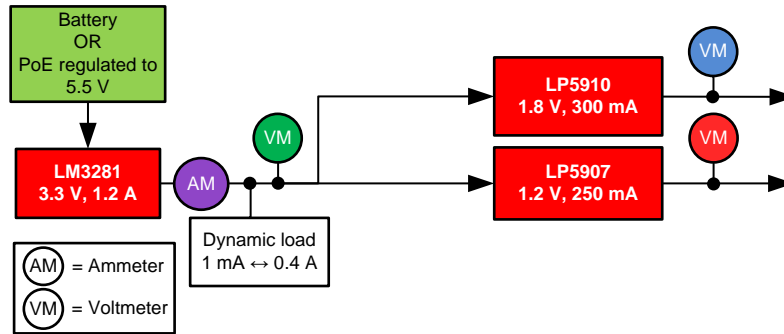 Battery
OR
PoE regulated to
5.5 V
LM3281
3.3 V, 1.2 A
AM
VM
LP5910
1.8 V, 300 mA
VM
LP5907
1.2 V, 250 mA
VM
Dynamic load
1 mA ↔ 0.4 A
AM = Ammeter
VM = Voltmeter